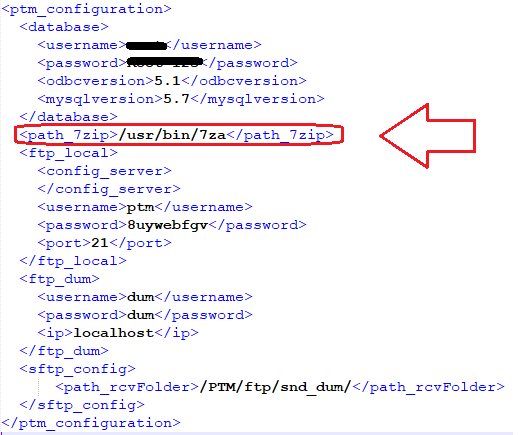 <ptm_configuration>
<database>
<username></username>
<password></password>
<odbcversion>5.1</odbcversion>
<mysqlversion>5.7</mysqlversion>
</database>
<path_7zip>/usr/bin/7za</path_7zip>
<ftp_local>
<config_server>
</config_server>
<username>ptm</username>
<password>8uywebfgv</password>
<port>21</port>
</ftp_local>
<ftp_dum>
<username>dum</username>
<password>dum</password>
<ip>localhost</ip>
</ftp_dum>
<sftp_config>
<path_rcvFolder>/PTM/ftp/snd_dum/</path_rcvFolder>
</sftp_config>
</ptm_configuration>